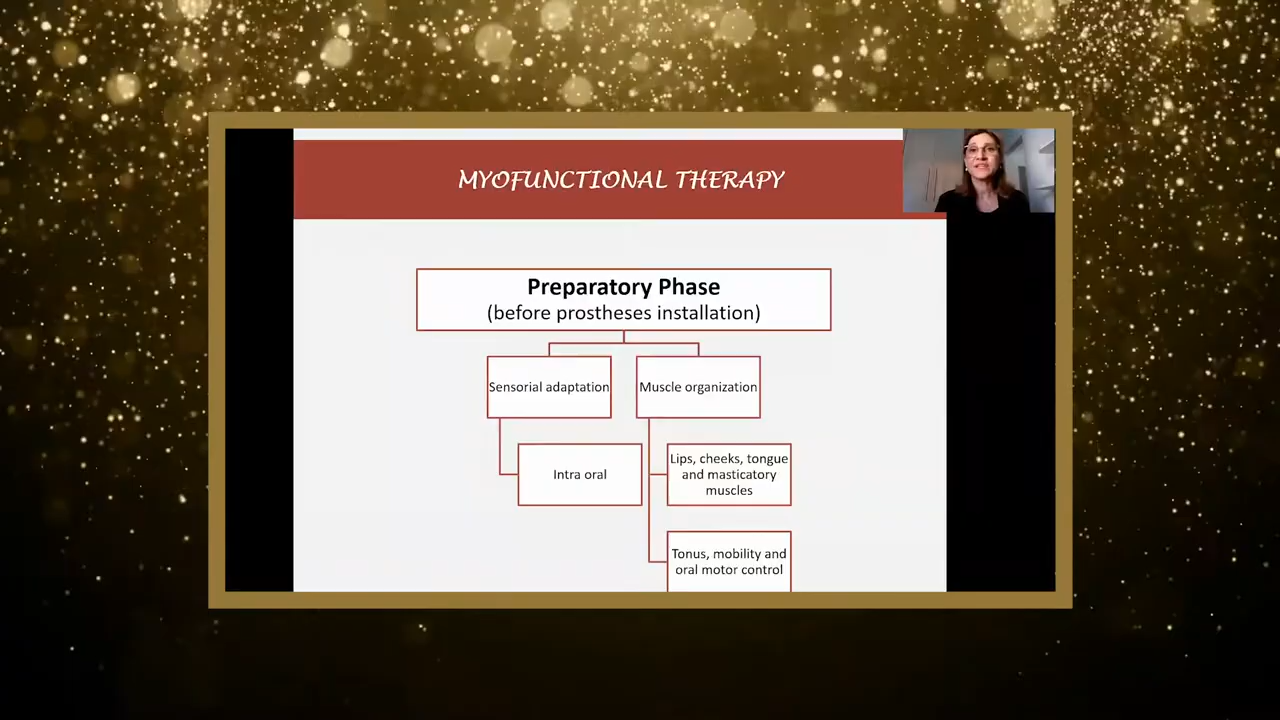 MYOFUNCTIONAL THERAPY
Preparatory Phase
(before prostheses installation)
Sensorial adaptation
Muscle organization
Intra oral
Lips, cheeks, tongue
and masticatory
muscles
Tonus, mobility and
oral motor control